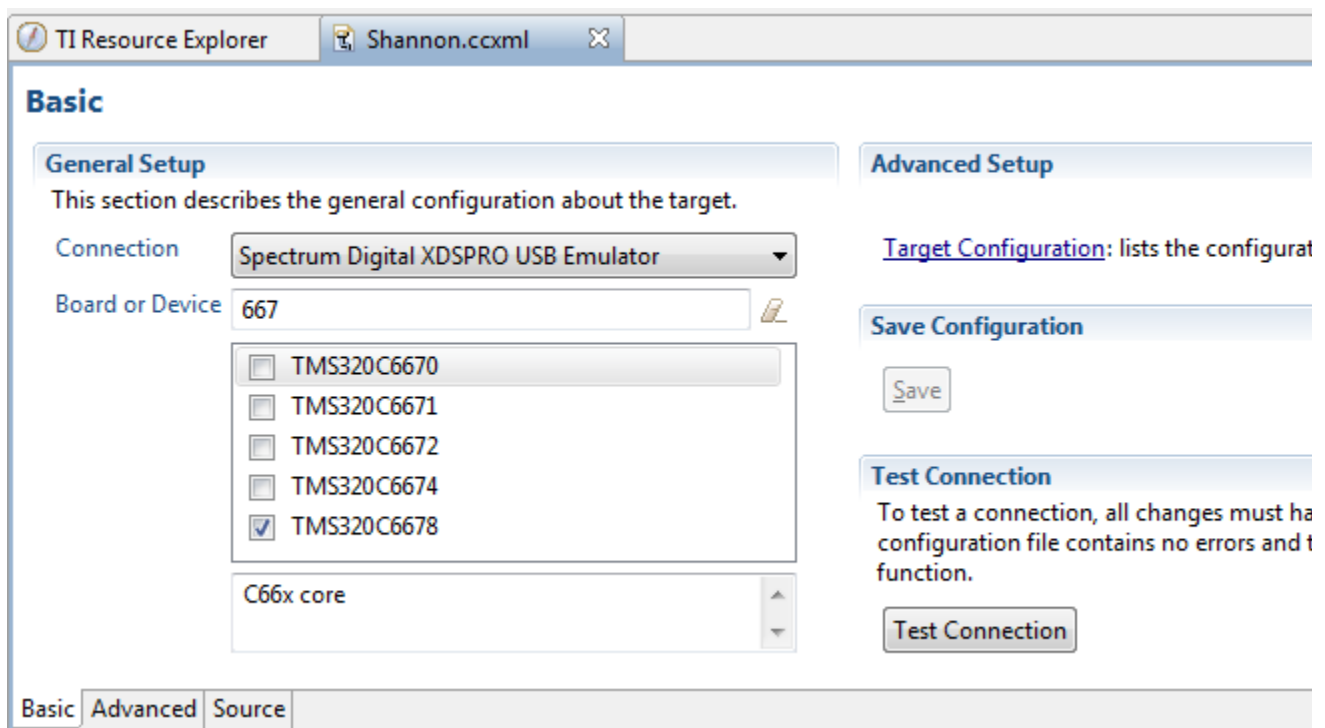 TI Resource Explorer
Shannon.ccxml
Basic
General Setup
This section describes the general configuration about the target.
Connection
Spectrum Digital XDSPRO USB Emulator
Board or Device
667
TMS320C6670
TMS320C6671
TMS320C6672
TMS320C6674
TMS320C6678
C66x core
Advanced Setup
Target Configuration: lists the configurat
Save Configuration
Save
Test Connection
To test a connection, all changes must ha
configuration file contains no errors and t
function.
Test Connection
Basic
Advanced
Source